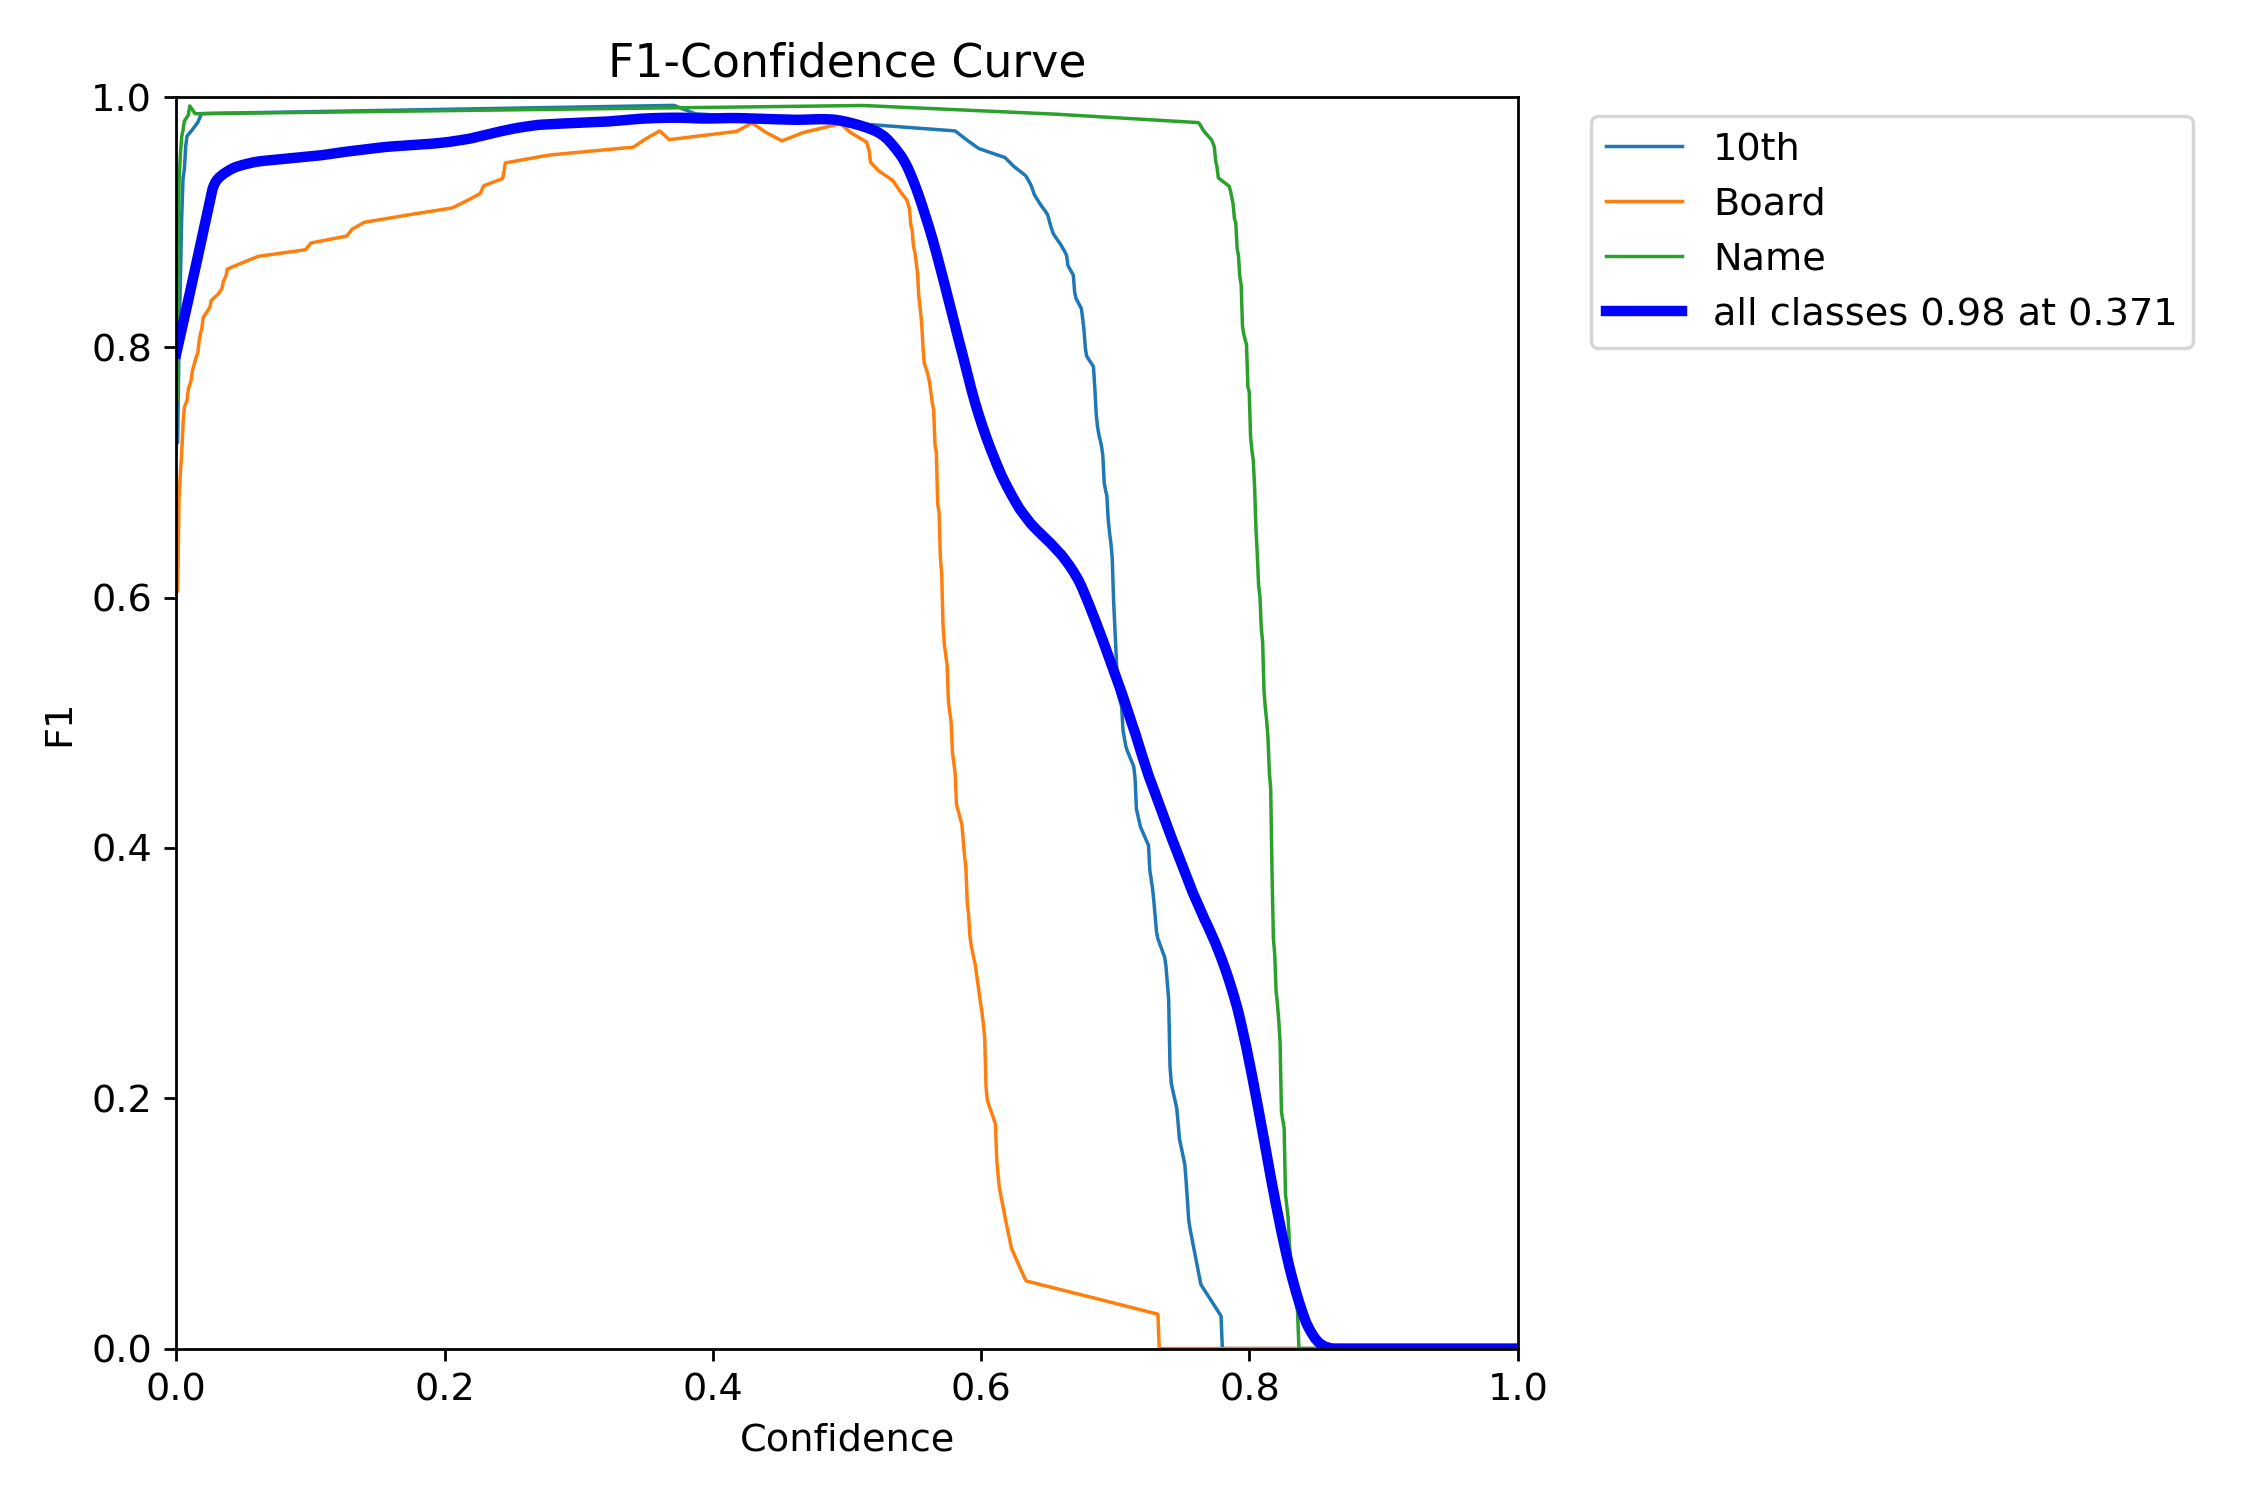 F1-Confidence Curve
1.0
0.8
0.6
0.4
0.2
0.0
F1
0.0 0.2 0.4 0.6 0.8 1.0
Confidence
10th
Board
Name
all classes 0.98 at 0.371